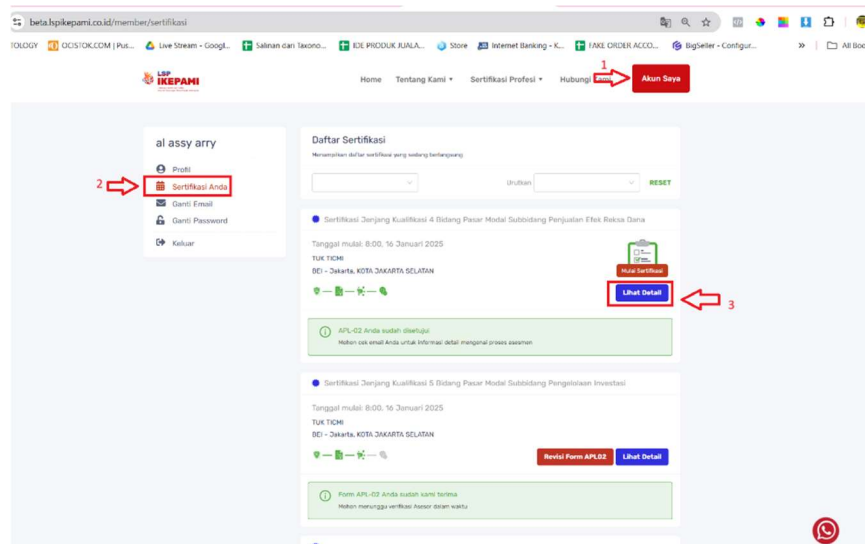 beta.lspikepami.co.id/member/sertifikasi
OCISTOK.COM | Pus...
Live Stream - Googl...
Salinan dari Taxono...
IDE PRODUK JUALA...
Store
Internet Banking - K...
FAKE ORDER ACCO...
BigSeller - Configur...
All Boo
LSP
IKEPAMI
Home
Tentang Kami
Sertifikasi Profesi
Hubungi Kami
1
Akun Saya
al assy arry
Profil
2
Sertifikasi Anda
Ganti Email
Ganti Password
Keluar
Daftar Sertifikasi
Menampilkan daftar sertifikasi yang sedang berlangsung
Urutkan
RESET
Sertifikasi Jenjang Kualifikasi 4 Bidang Pasar Modal Subbidang Penjualan Efek Reksa Dana
Tanggal mulai: 8:00, 16 Januari 2025
TUK TICMI
BEI - Jakarta, KOTA JAKARTA SELATAN
Mulai Sertifikasi
Lihat Detail
3
APL-02 Anda sudah disetujui
Mohon cek email Anda untuk informasi detail mengenai proses asesmen
Sertifikasi Jenjang Kualifikasi 5 Bidang Pasar Modal Subbidang Pengelolaan Investasi
Tanggal mulai: 8:00, 16 Januari 2025
TUK TICMI
BEI - Jakarta, KOTA JAKARTA SELATAN
Revisi Form APL02
Lihat Detail
Form APL-02 Anda sudah kami terima
Mohon menunggu verifikasi Asesor dalam waktu